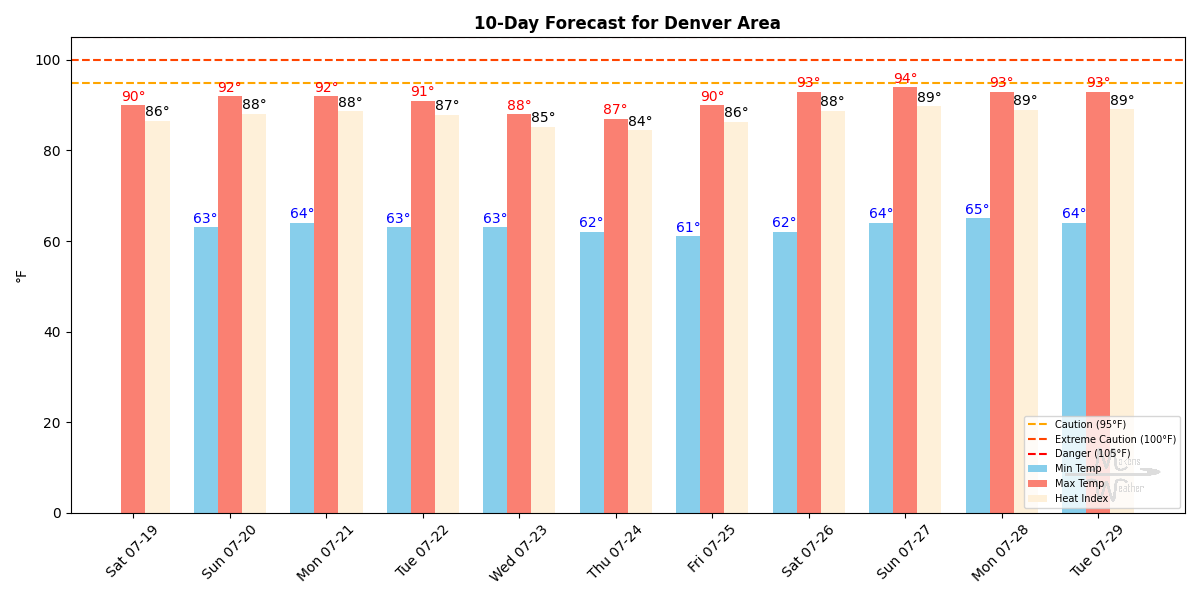 10-Day Forecast for Denver Area
°F
100
80
60
40
20
0
90° 86°
63° 92° 88°
64° 92° 88°
63° 91° 87°
63° 88° 85°
62° 87° 84°
61° 90° 86°
62° 93° 88°
64° 94° 89°
65° 93° 89°
64° 93° 89°
Sat 07-19
Sun 07-20
Mon 07-21
Tue 07-22
Wed 07-23
Thu 07-24
Fri 07-25
Sat 07-26
Sun 07-27
Mon 07-28
Tue 07-29
Caution (95°F)
Extreme Caution (100°F)
Danger (105°F)
Min Temp
Max Temp
Heat Index